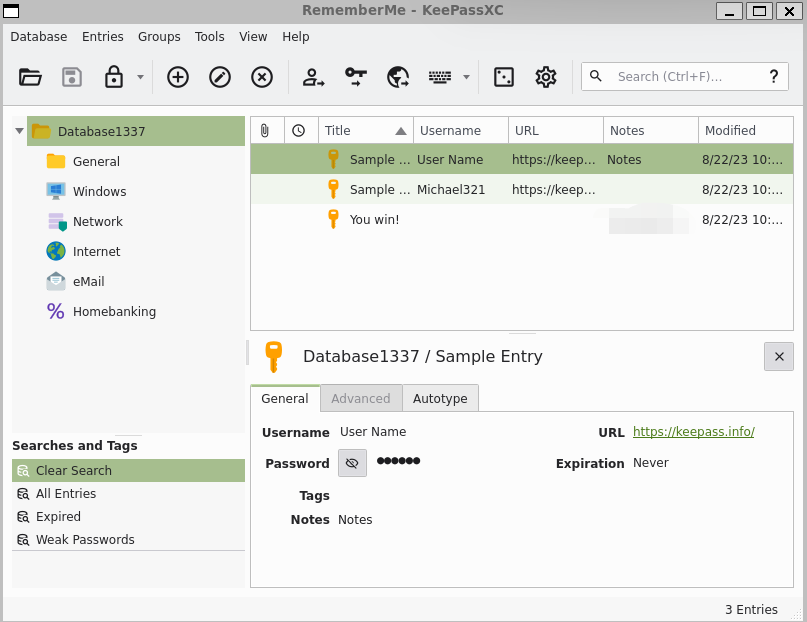 RememberMe - KeePassXC
Database Entries Groups Tools View Help
Search (Ctrl+F)... ?
Database1337
General
Windows
Network
Internet
eMail
Homebanking
Searches and Tags
Clear Search
All Entries
Expired
Weak Passwords
Title Username URL Notes Modified
Sample ... User Name https://keep... Notes 8/22/23 10:...
Sample ... Michael321 https://keep... 8/22/23 10:...
You win! 8/22/23 10:...
Database1337 / Sample Entry
General Advanced Autotype
Username User Name URL https://keepass.info/
Password ●●●●●● Expiration Never
Tags
Notes Notes
3 Entries